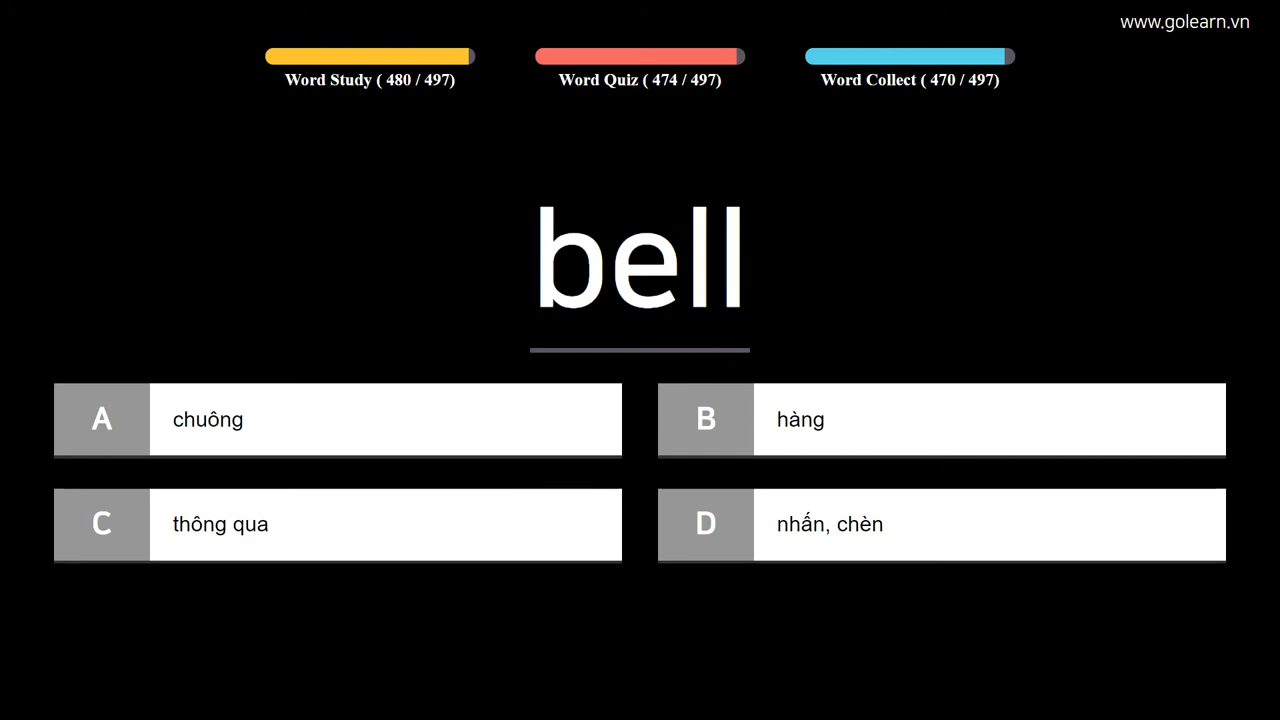 www.golearn.vn
Word Study ( 480 / 497)
Word Quiz ( 474 / 497)
Word Collect ( 470 / 497)
bell
A chuông
B hàng
C thông qua
D nhấn, chèn